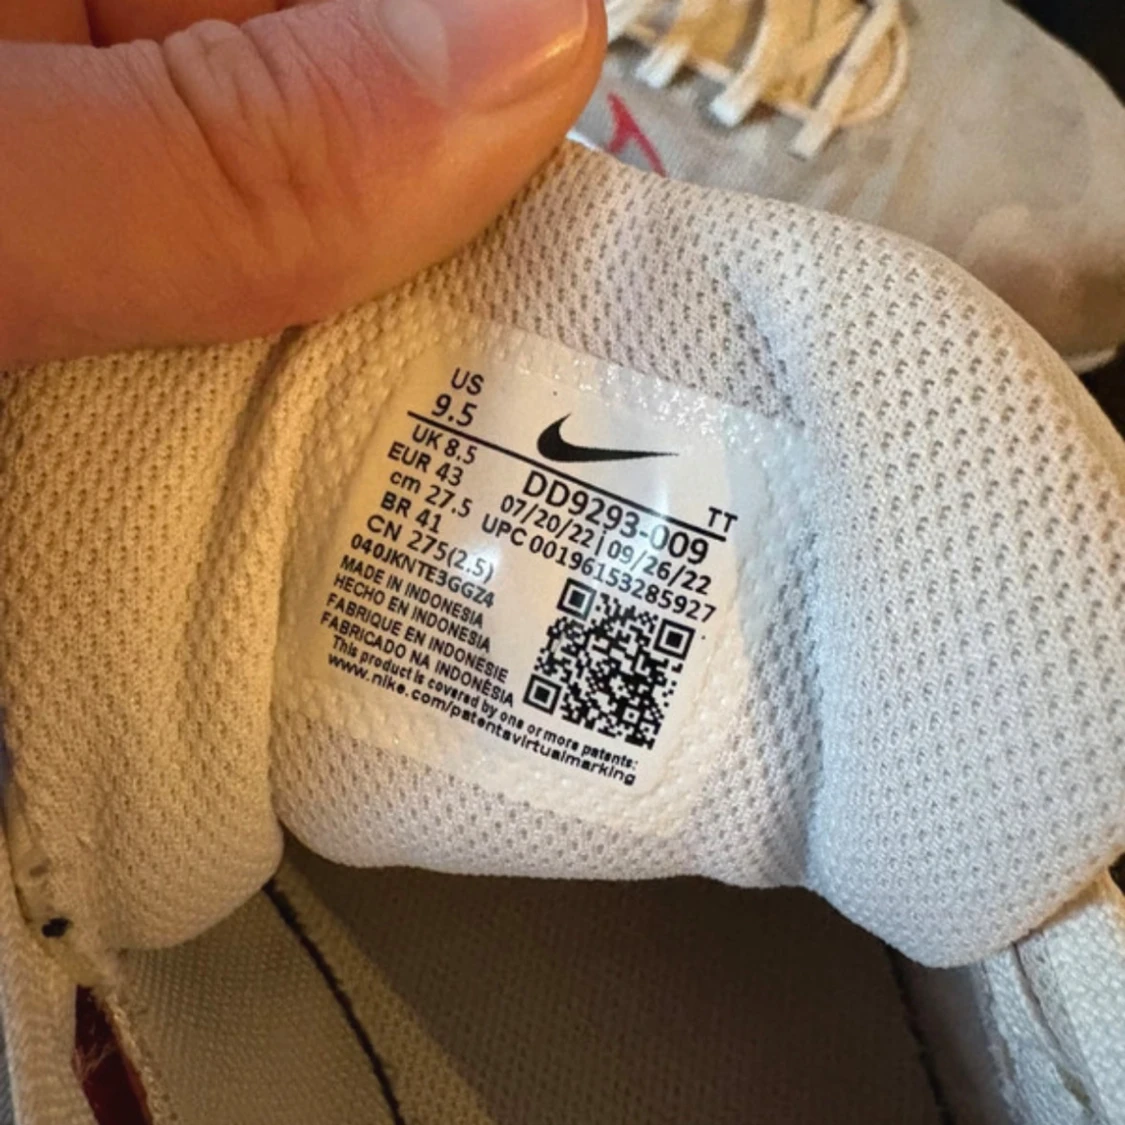 US
9.5
UK 8.5
EUR 43
cm 27.5
BR 41
CN 275(2.5)
040JKNTE3GGZ4
TT
DD9293-009
07/20/22 | 09/26/22
UPC 00196153285927
MADE IN INDONESIA
HECHO EN INDONESIA
FABRIQUE EN INDONESIE
FABRICADO NA INDONÉSIA
This product is covered by one or more patents:
www.nike.com/patentsvirtualmarking